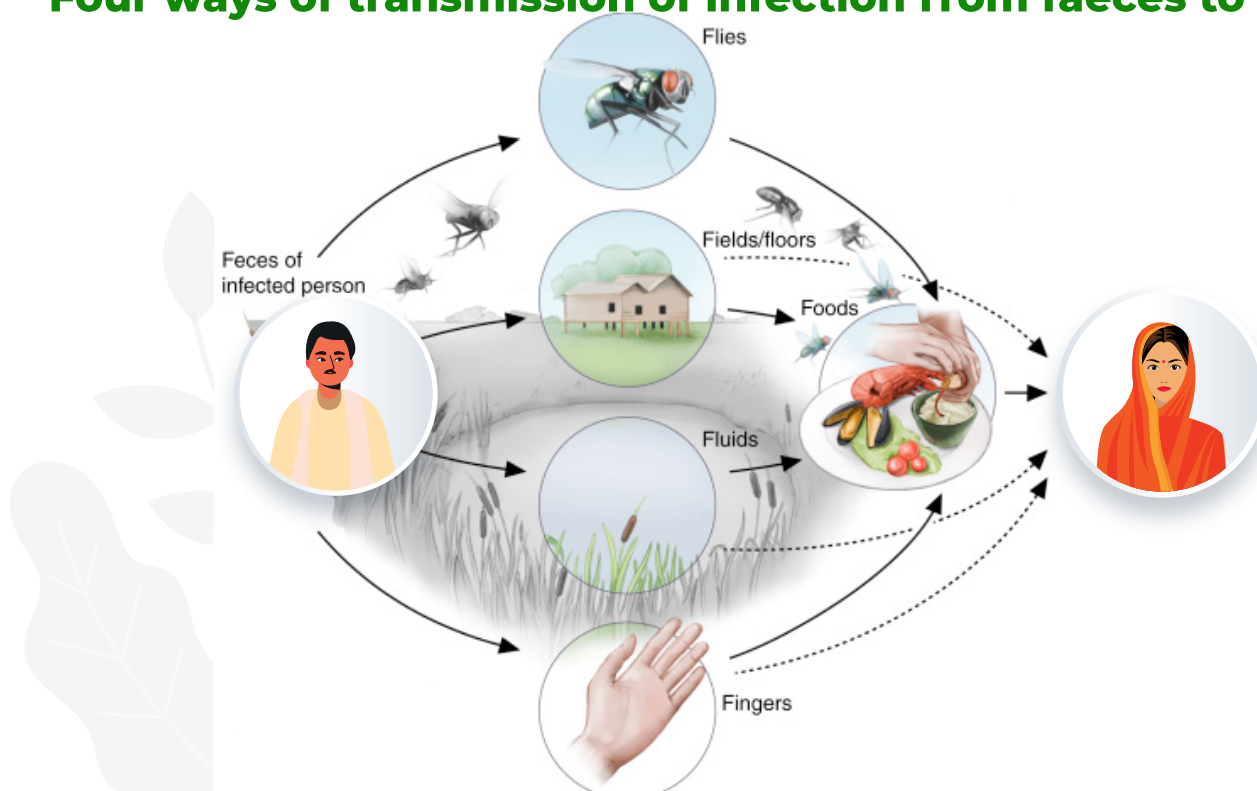 Four ways of transmission of infection from faeces to
Flies
Fields/floors
Feces of
infected person
Foods
Fluids
Fingers